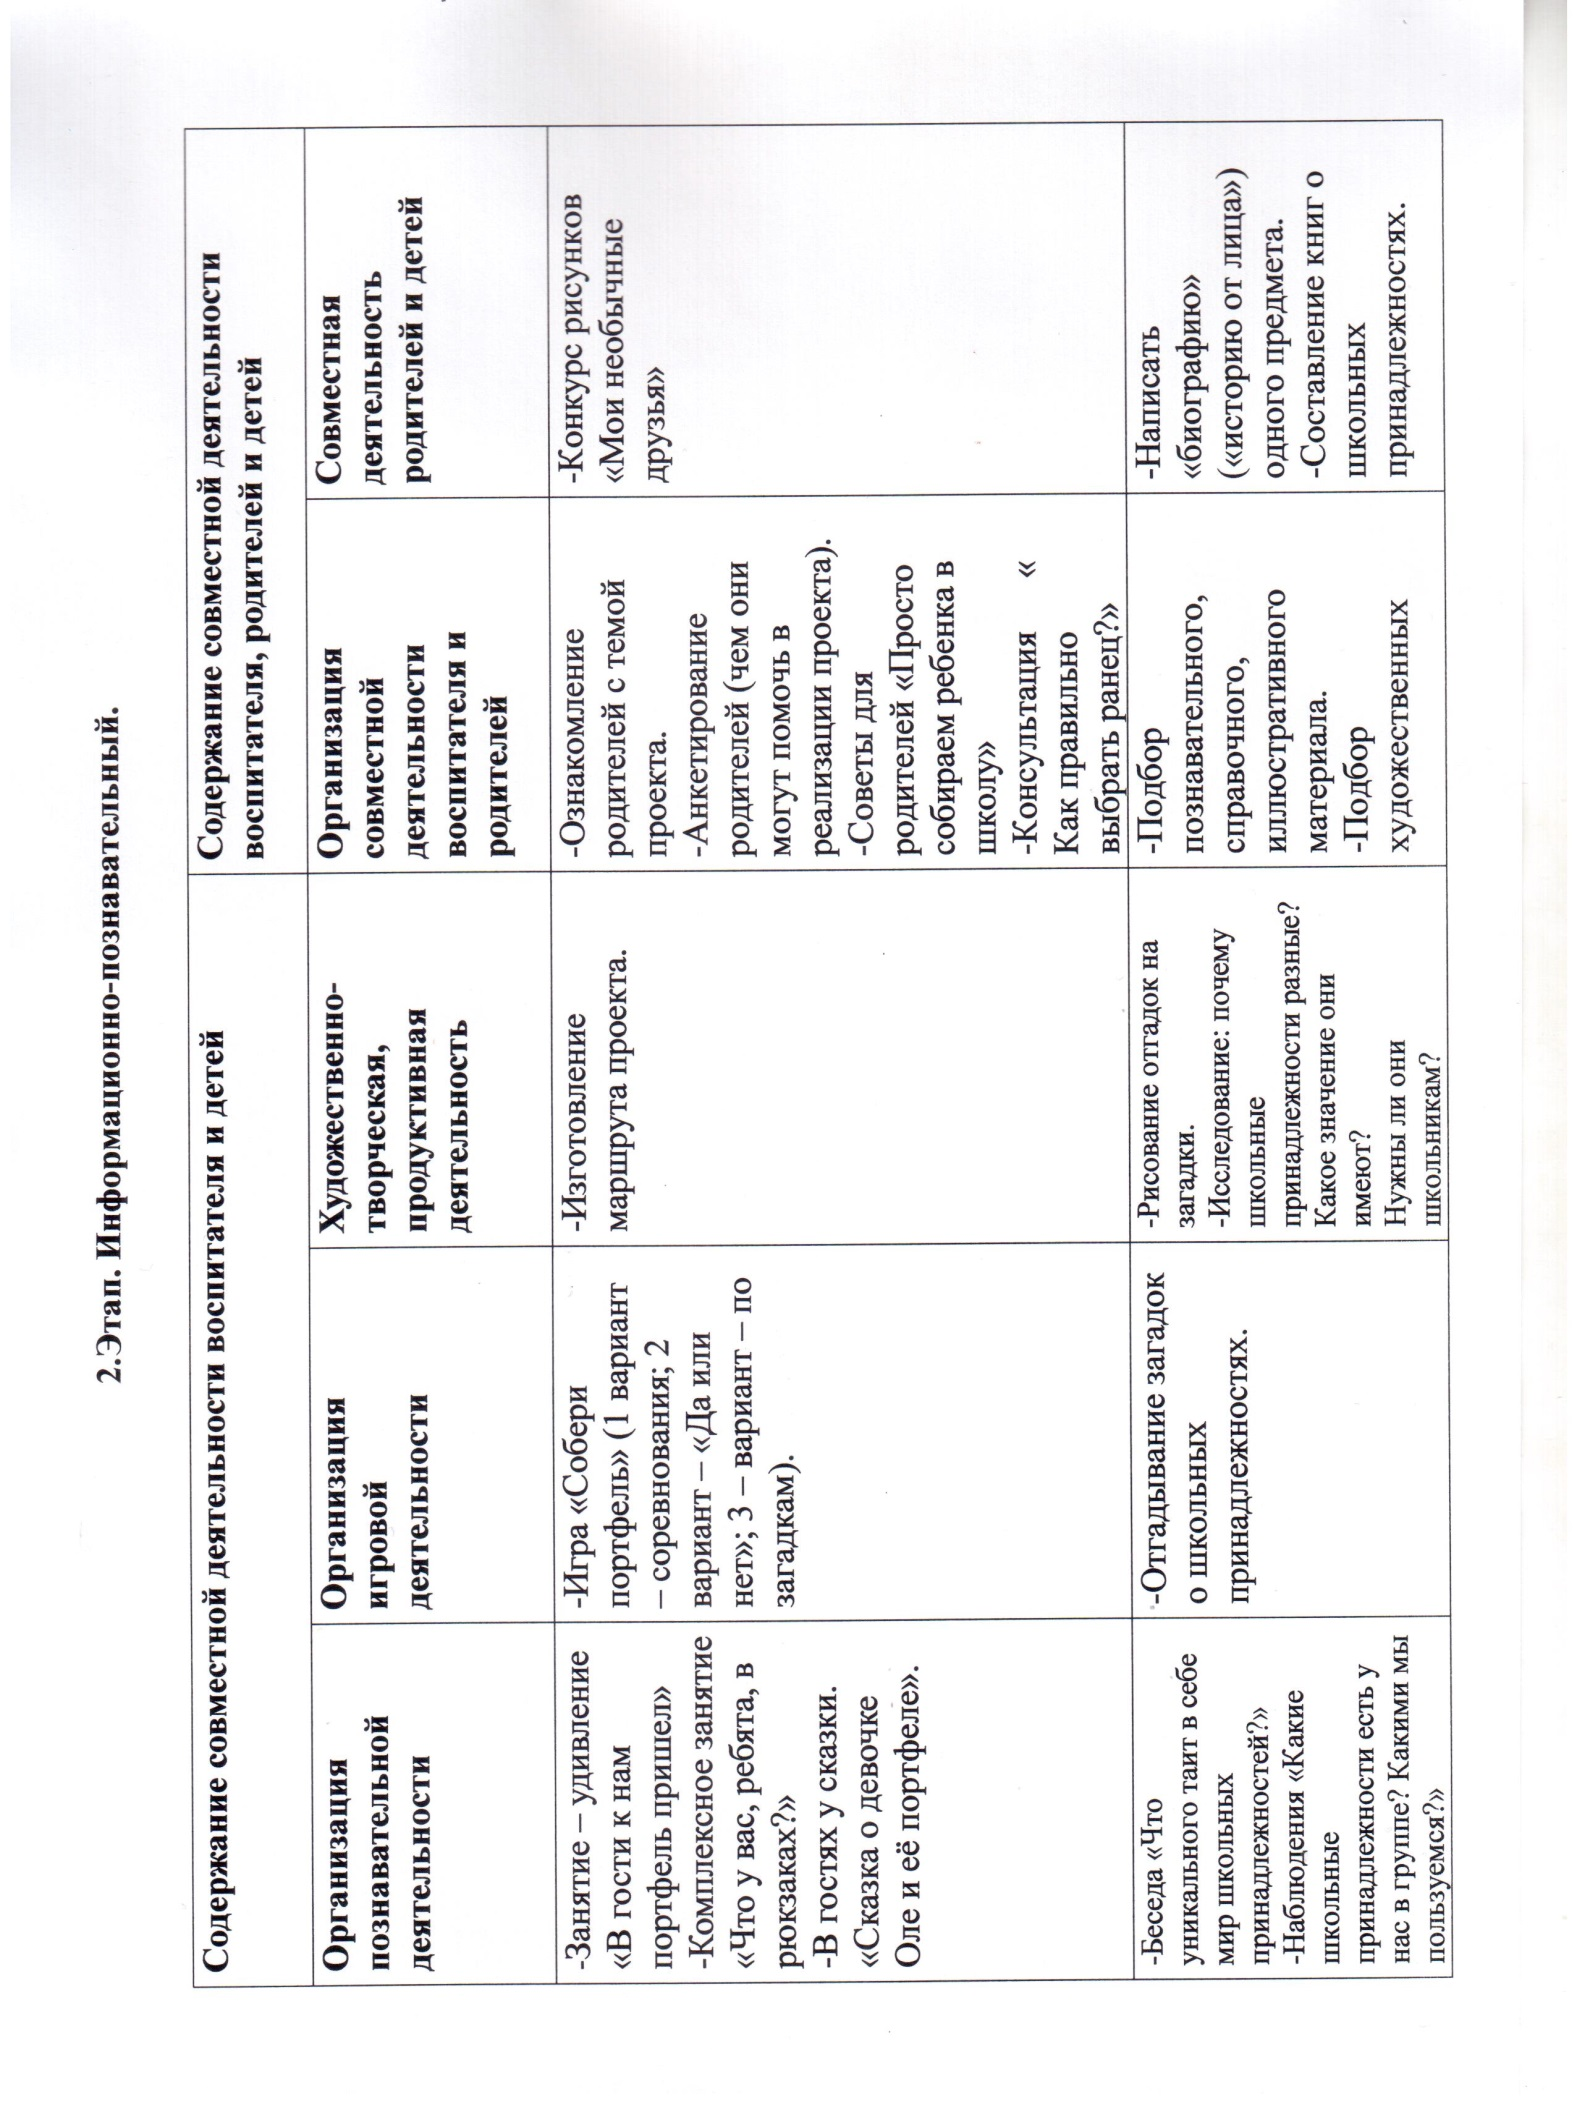 2.Этап. Информационно-познавательный.
Содержание совместной деятельности воспитателя и детей
Содержание совместной деятельности
воспитателя, родителей и детей
Организация
познавательной
деятельности
Организация
игровой
деятельности
Художественно-
творческая,
продуктивная
деятельность
Организация
совместной
деятельности
воспитателя и
родителей
Совместная
деятельность
родителей и детей
-Занятие – удивление
«В гости к нам
портфель пришел»
-Комплексное занятие
«Что у вас, ребята, в
рюкзаках?»
-В гостях у сказки.
«Сказка о девочке
Оле и её портфеле».
-Игра «Собери
портфель» (1 вариант
– соревнования; 2
вариант – «Да или
нет»; 3 – вариант – по
загадкам).
-Изготовление
маршрута проекта.
-Ознакомление
родителей с темой
проекта.
-Анкетирование
родителей (чем они
могут помочь в
реализации проекта).
-Советы для
родителей «Просто
собираем ребенка в
школу»
-Консультация «
Как правильно
выбрать ранец?»
-Конкурс рисунков
«Мои необычные
друзья»
-Беседа «Что
уникального таит в себе
мир школьных
принадлежностей?»
-Наблюдения «Какие
школьные
принадлежности есть у
нас в группе? Какими мы
пользуемся?»
-Отгадывание загадок
о школьных
принадлежностях.
-Рисование отгадок на
загадки.
-Исследование: почему
школьные
принадлежности разные?
Какое значение они
имеют?
Нужны ли они
школьникам?
-Подбор
познавательного,
справочного,
иллюстративного
материала.
-Подбор
художественных
-Написать
«биографию»
(«историю от лица»)
одного предмета.
-Составление книг о
школьных
принадлежностях.